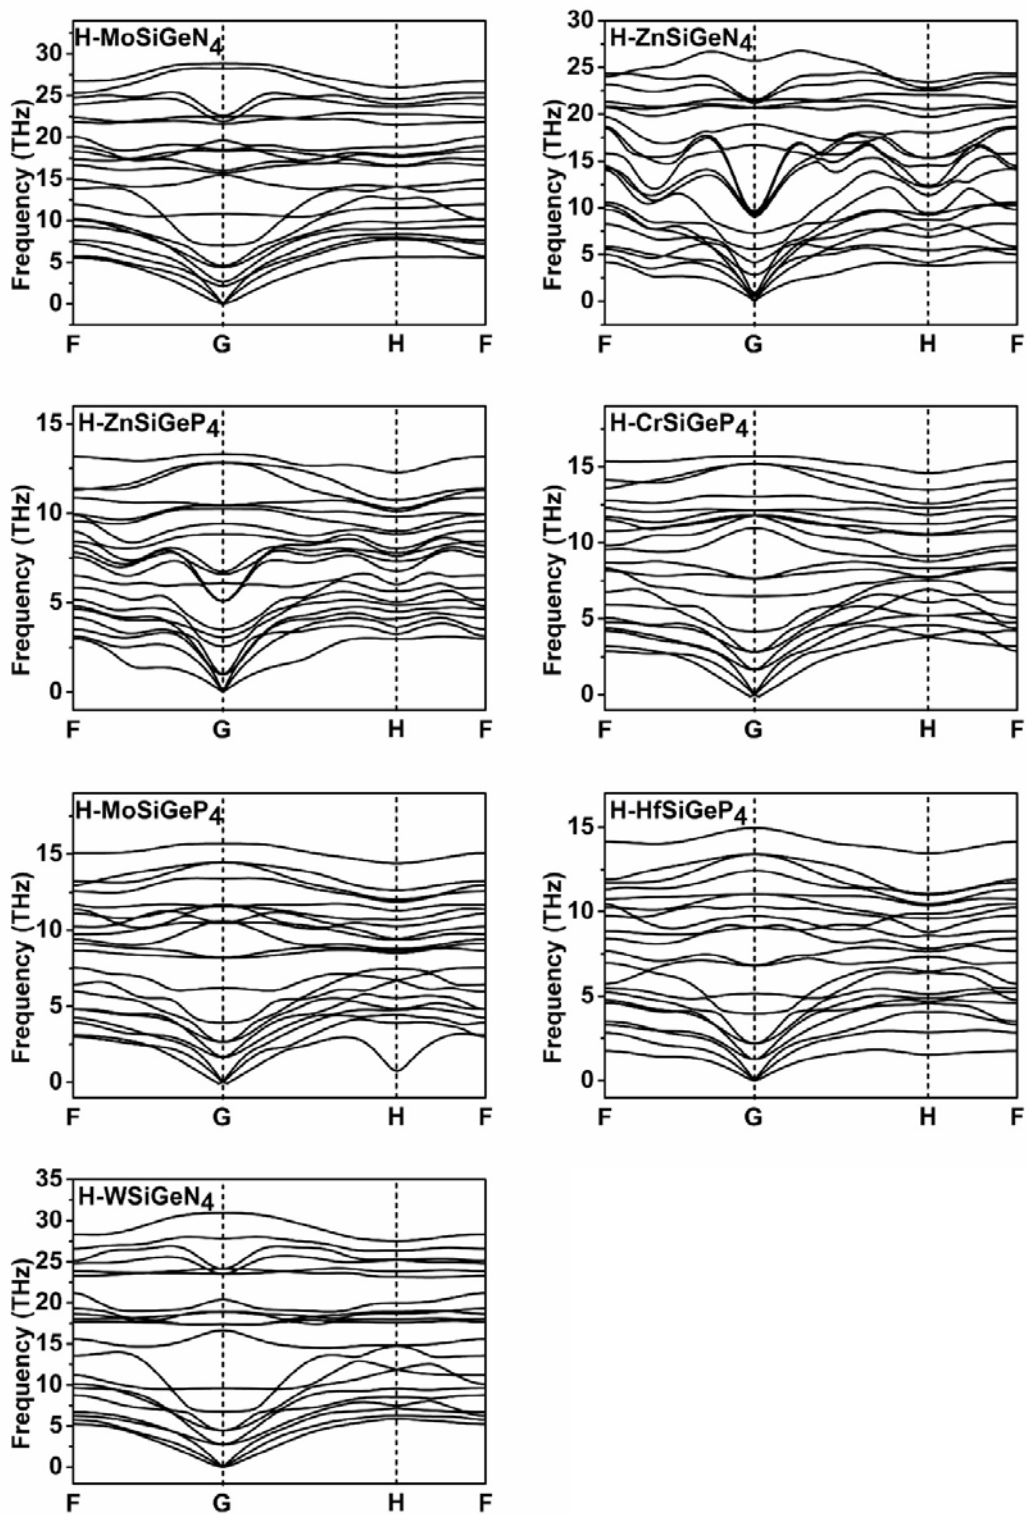 H-MoSiGeN4
Frequency (THz)
30
25
20
15
10
5
0
F G H F
H-ZnSiGeN4
Frequency (THz)
30
25
20
15
10
5
0
F G H F
H-ZnSiGeP4
Frequency (THz)
15
10
5
0
F G H F
H-CrSiGeP4
Frequency (THz)
15
10
5
0
F G H F
H-MoSiGeP4
Frequency (THz)
15
10
5
0
F G H F
H-HfSiGeP4
Frequency (THz)
15
10
5
0
F G H F
H-WSiGeN4
Frequency (THz)
35
30
25
20
15
10
5
0
F G H F